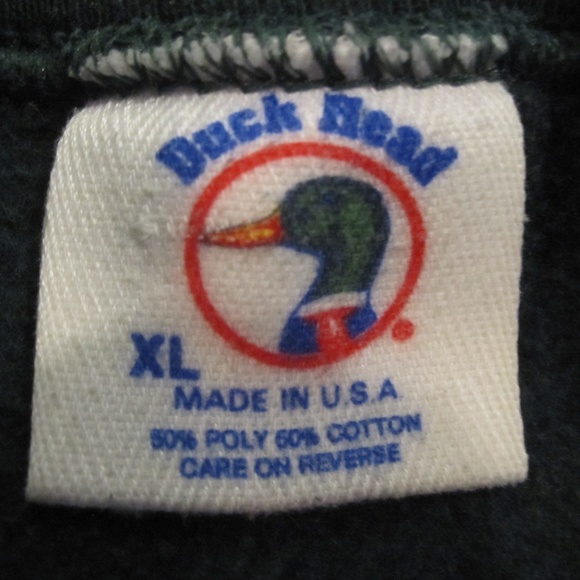 Duck Head
XL
MADE IN U.S.A
50% POLY 50% COTTON
CARE ON REVERSE